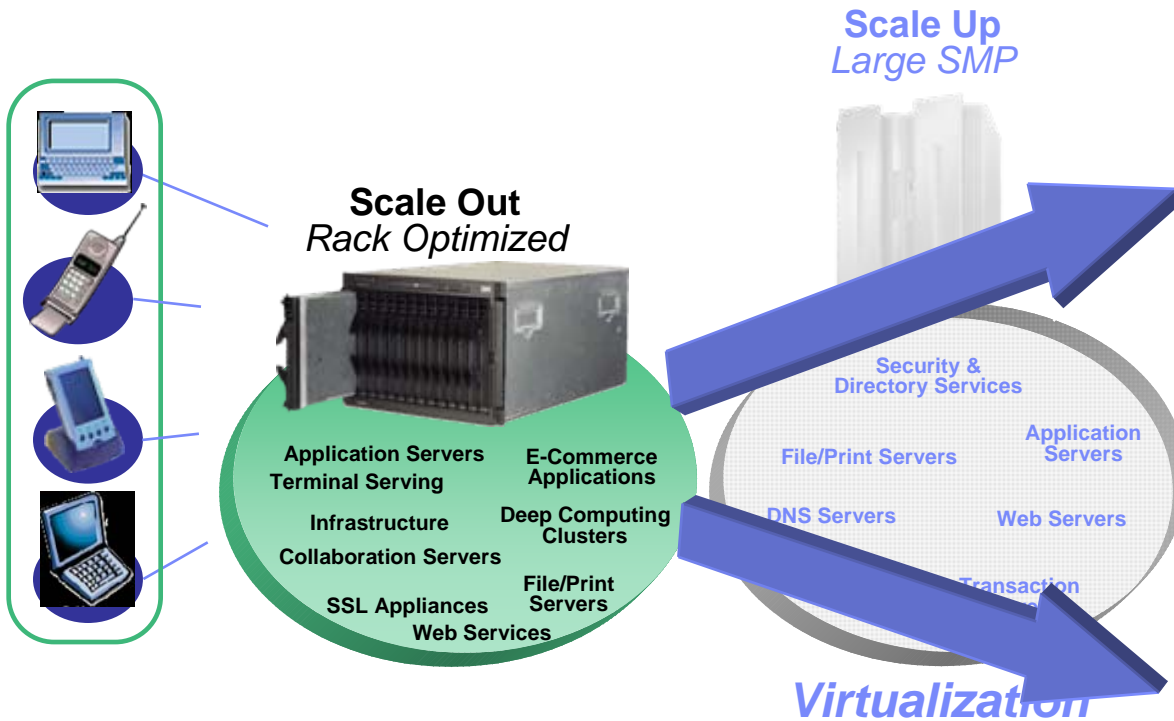 Scale Up
Large SMP
Scale Out
Rack Optimized
Application Servers
Terminal Serving
Infrastructure
Collaboration Servers
SSL Appliances
Web Services
E-Commerce
Applications
Deep Computing
Clusters
File/Print
Servers
Security &
Directory Services
File/Print Servers
Application
Servers
DNS Servers
Web Servers
Transaction
Virtualization